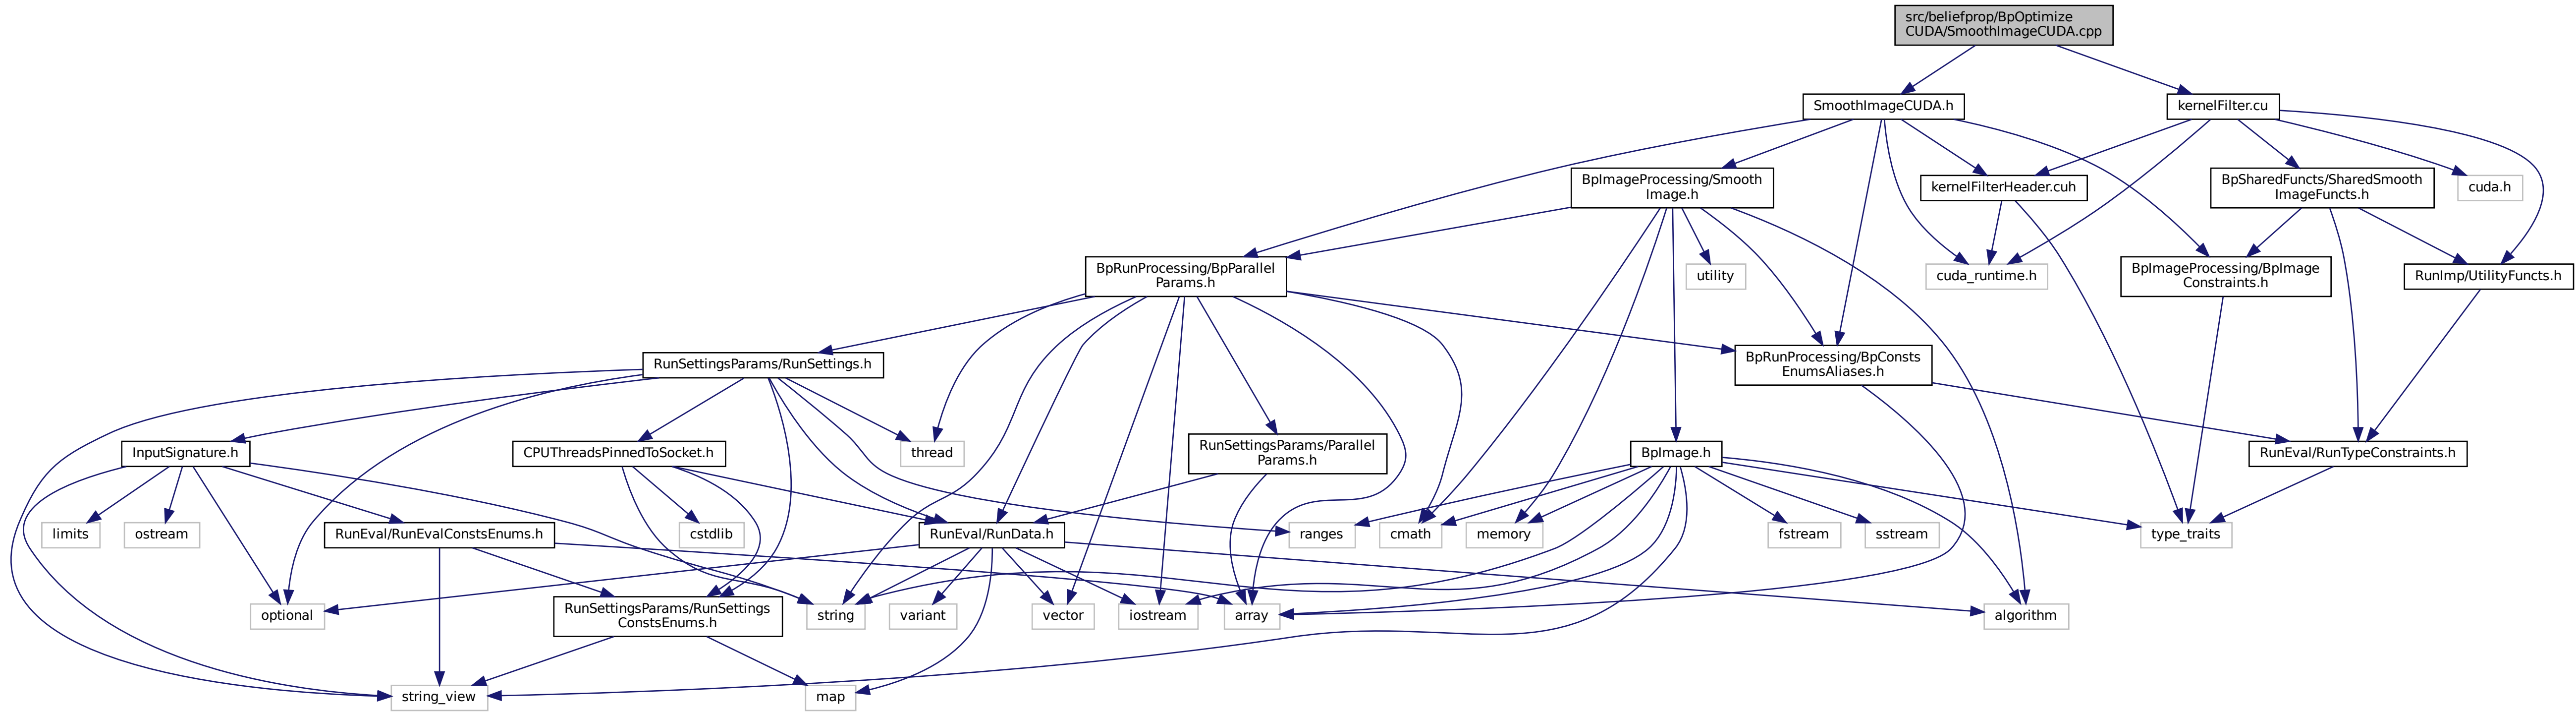 src/beliefprop/BpOptimize
CUDA/SmoothImageCUDA.cpp
SmoothImageCUDA.h
kernelFilter.cu
BpImageProcessing/Smooth
Image.h
kernelFilterHeader.cuh
BpSharedFuncts/SharedSmooth
ImageFuncts.h
cuda.h
BpRunProcessing/BpParallel
Params.h
utility
cuda_runtime.h
BpImageProcessing/BpImage
Constraints.h
RunImp/UtilityFuncts.h
RunSettingsParams/RunSettings.h
BpRunProcessing/BpConsts
EnumsAliases.h
InputSignature.h
CPUThreadsPinnedToSocket.h
thread
RunSettingsParams/Parallel
Params.h
BpImage.h
RunEval/RunTypeConstraints.h
limits
ostream
RunEval/RunEvalConstsEnums.h
cstdlib
RunEval/RunData.h
ranges
cmath
memory
fstream
sstream
type_traits
optional
RunSettingsParams/RunSettings
ConstsEnums.h
string
variant
vector
iostream
array
algorithm
string_view
map